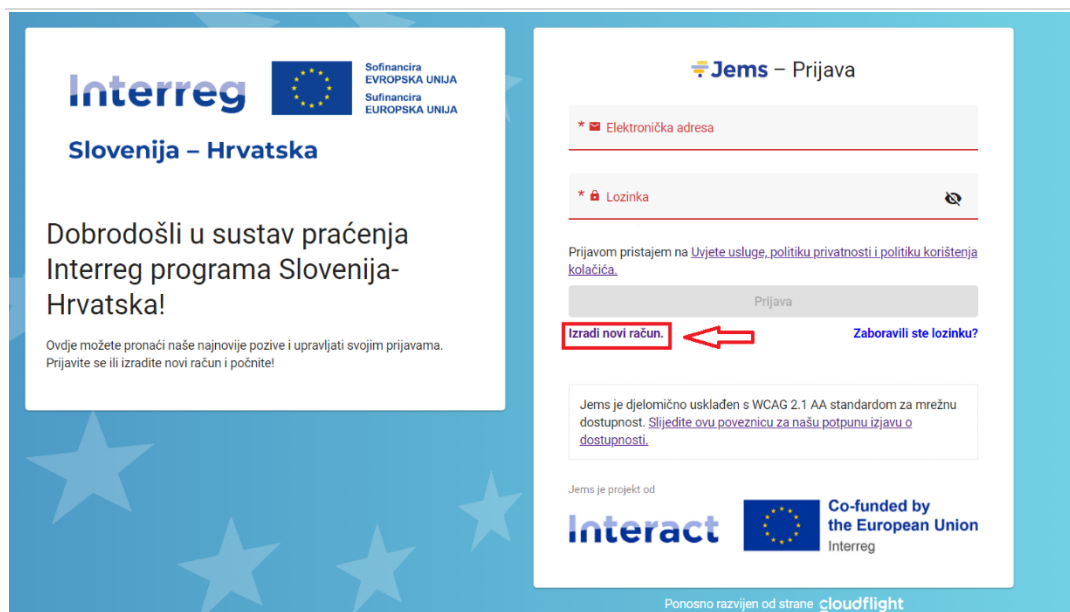 Interreg
Sofinancira
EVROPSKA UNIJA
Sufinancira
EUROPSKA UNIJA
Slovenija – Hrvatska
Dobrodošli u sustav praćenja
Interreg programa Slovenija-
Hrvatska!
Ovdje možete pronaći naše najnovije pozive i upravljati svojim prijavama.
Prijavite se ili izradite novi račun i počnite!
Jems – Prijava
* Elektronička adresa
* Lozinka
Prijavom pristajem na Uvjete usluge, politiku privatnosti i politiku korištenja
kolačića.
Prijava
Izradi novi račun.
Zaboravili ste lozinku?
Jems je djelomično usklađen s WCAG 2.1 AA standardom za mrežnu
dostupnost. Slijedite ovu poveznicu za našu potpunu izjavu o
dostupnosti.
Jems je projekt od
Interact
Co-funded by
the European Union
Interreg
Ponosno razvijen od strane cloudflight